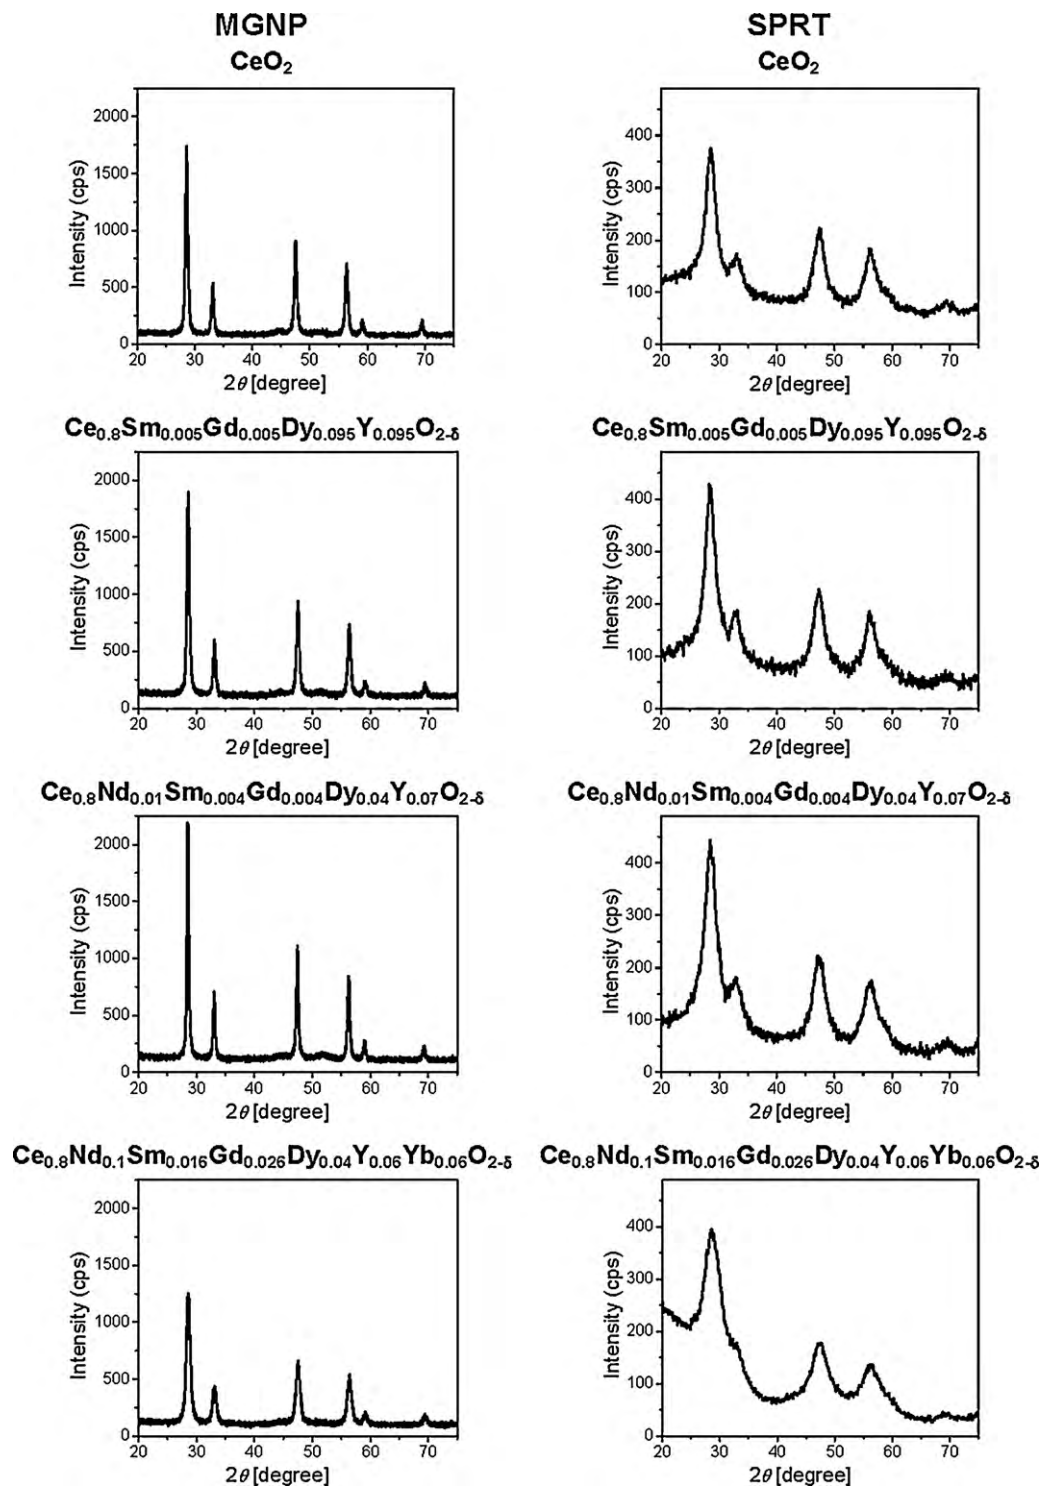 MGNP
CeO2
Intensity (cps)
2000
1500
1000
500
0
20 30 40 50 60 70
2θ [degree]
SPRT
CeO2
Intensity (cps)
400
300
200
100
0
20 30 40 50 60 70
2θ [degree]
Ce0.8Sm0.005Gd0.005Dy0.095Y0.095O2-δ
Intensity (cps)
2000
1500
1000
500
0
20 30 40 50 60 70
2θ [degree]
Ce0.8Sm0.005Gd0.005Dy0.095Y0.095O2-δ
Intensity (cps)
400
300
200
100
0
20 30 40 50 60 70
2θ [degree]
Ce0.8Nd0.01Sm0.004Gd0.004Dy0.04Y0.07O2-δ
Intensity (cps)
2000
1500
1000
500
0
20 30 40 50 60 70
2θ [degree]
Ce0.8Nd0.01Sm0.004Gd0.004Dy0.04Y0.07O2-δ
Intensity (cps)
400
300
200
100
0
20 30 40 50 60 70
2θ [degree]
Ce0.8Nd0.1Sm0.016Gd0.026Dy0.04Y0.06Yb0.06O2-δ
Intensity (cps)
2000
1500
1000
500
0
20 30 40 50 60 70
2θ [degree]
Ce0.8Nd0.1Sm0.016Gd0.026Dy0.04Y0.06Yb0.06O2-δ
Intensity (cps)
400
300
200
100
0
20 30 40 50 60 70
2θ [degree]